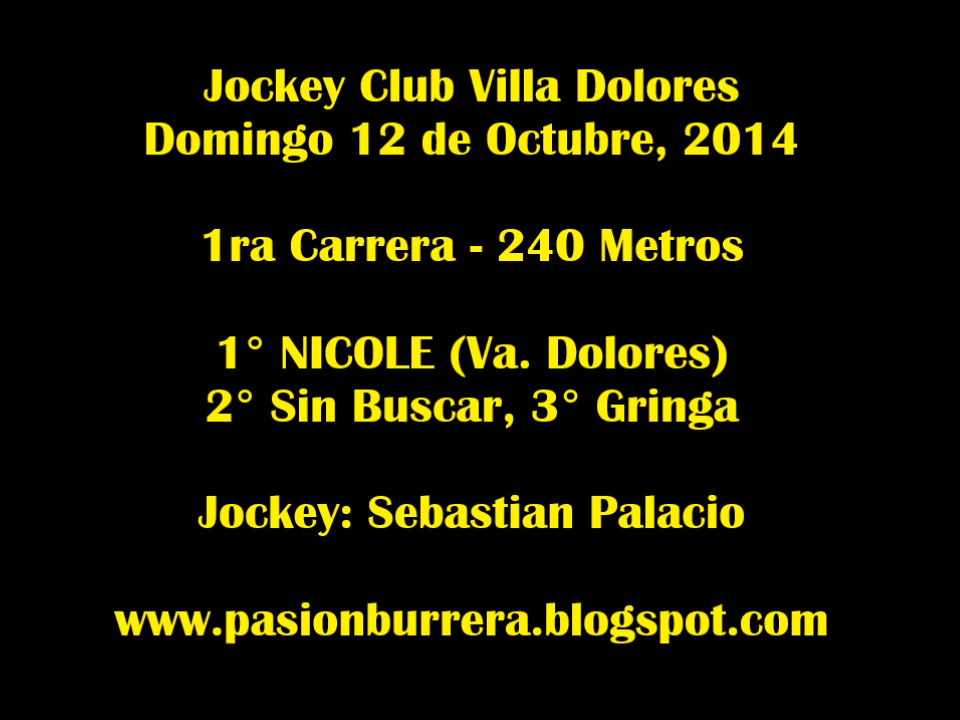 Jockey Club Villa Dolores
Domingo 12 de Octubre, 2014
1ra Carrera - 240 Metros
1° NICOLE (Va. Dolores)
2° Sin Buscar, 3° Gringa
Jockey: Sebastian Palacio
www.pasionburrera.blogspot.com